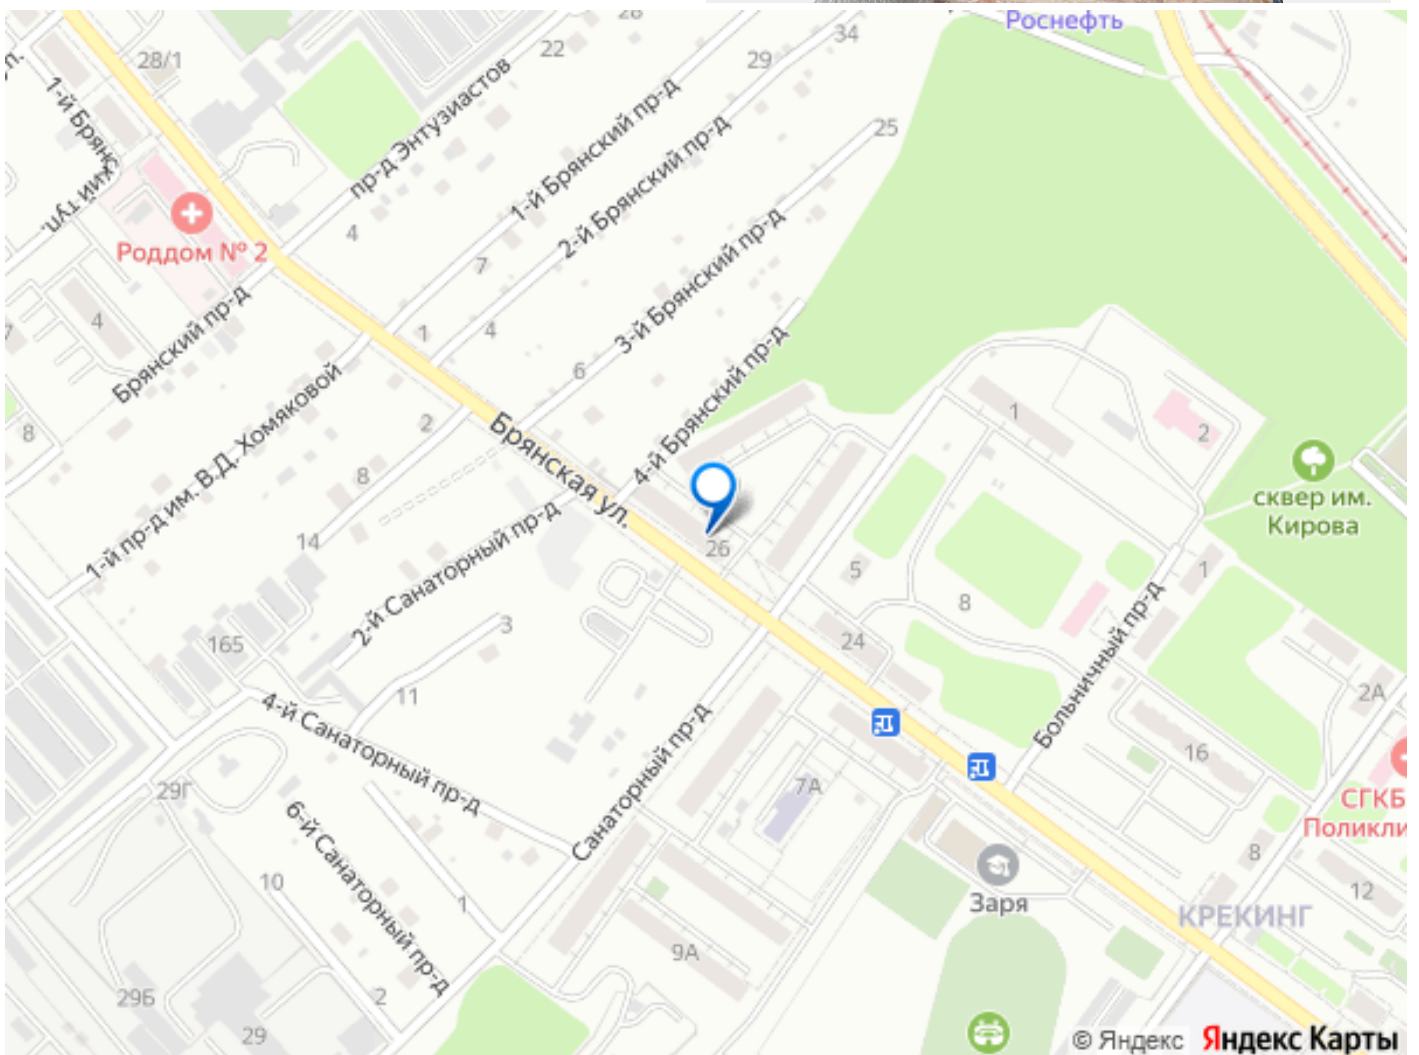 Роснефть
28
22
29
34
28/1
п.
1-й Брянский туп.
пр-д Энтузиастов
1-й Брянский пр-д
2-й Брянский пр-д
25
Роддом № 2
4
7
3-й Брянский пр-д
4
7
Брянский пр-д
1
4
6
4-й Брянский пр-д
8
2
1
2
1-й пр-д им. В.Д. Хомяковой
8
Брянская ул.
сквер им.
Кирова
14
2-й Санаторный пр-д
26
5
1
8
165
3
24
Больничный пр-д
11
2А
4-й Санаторный пр-д
Санаторный пр-д
16
29Г
7А
СГКБ
Поликли
6-й Санаторный пр-д
8
10
1
12
Заря
КРЕКИНГ
9А
29Б
2
29
© Яндекс Яндекс Карты